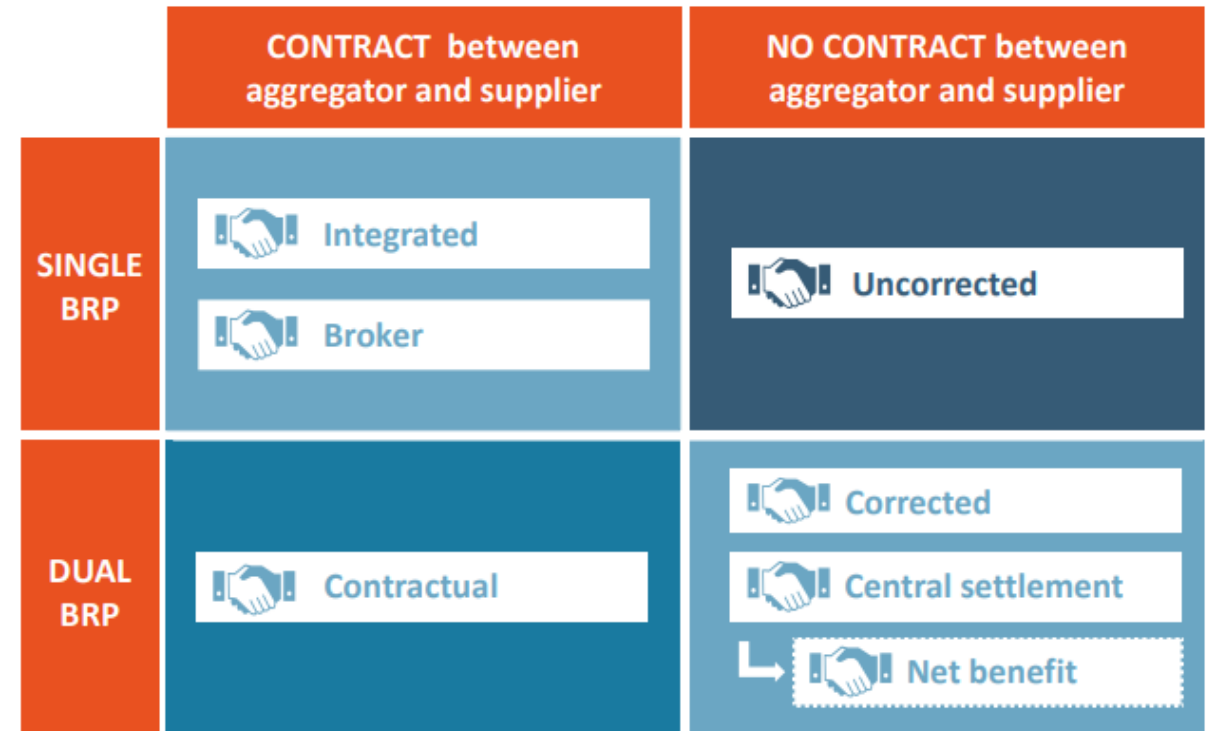 CONTRACT between
aggregator and supplier
NO CONTRACT between
aggregator and supplier
SINGLE
BRP
Integrated
Broker
Uncorrected
DUAL
BRP
Contractual
Corrected
Central settlement
Net benefit